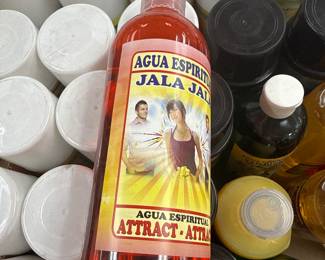 AGUA ESPIRITU
JALA JAL
AGUA ESPIRITUAL
ATTRACT - ATTRA